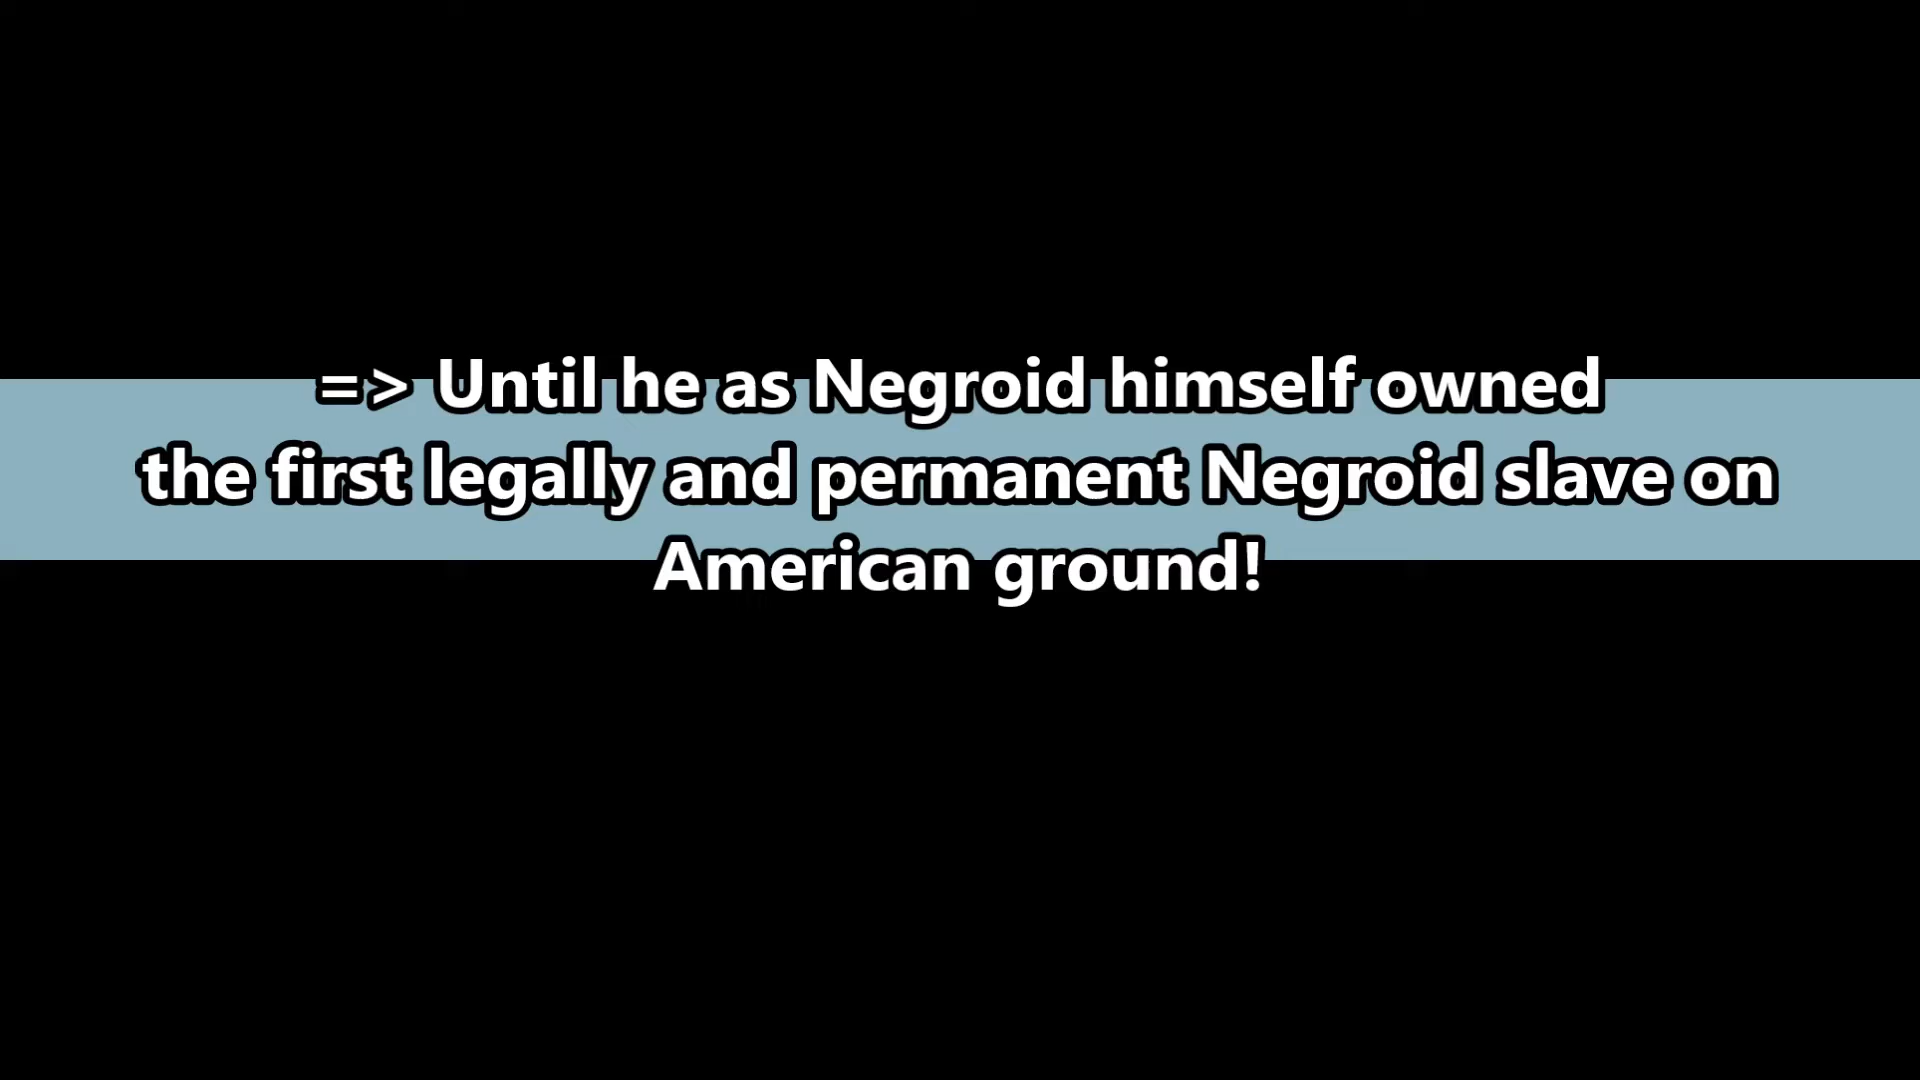 => Until he as Negroid himself owned
the first legally and permanent Negroid slave on
American ground!